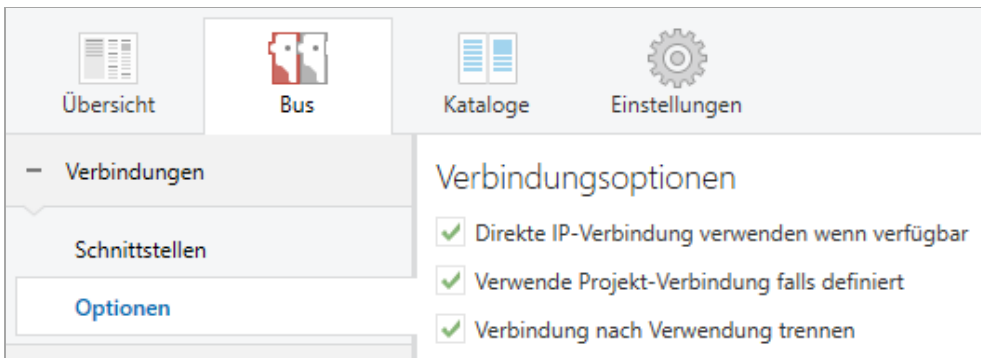 Übersicht
Bus
Kataloge
Einstellungen
Verbindungen
Schnittstellen
Optionen
Verbindungsoptionen
Direkte IP-Verbindung verwenden wenn verfügbar
Verwende Projekt-Verbindung falls definiert
Verbindung nach Verwendung trennen